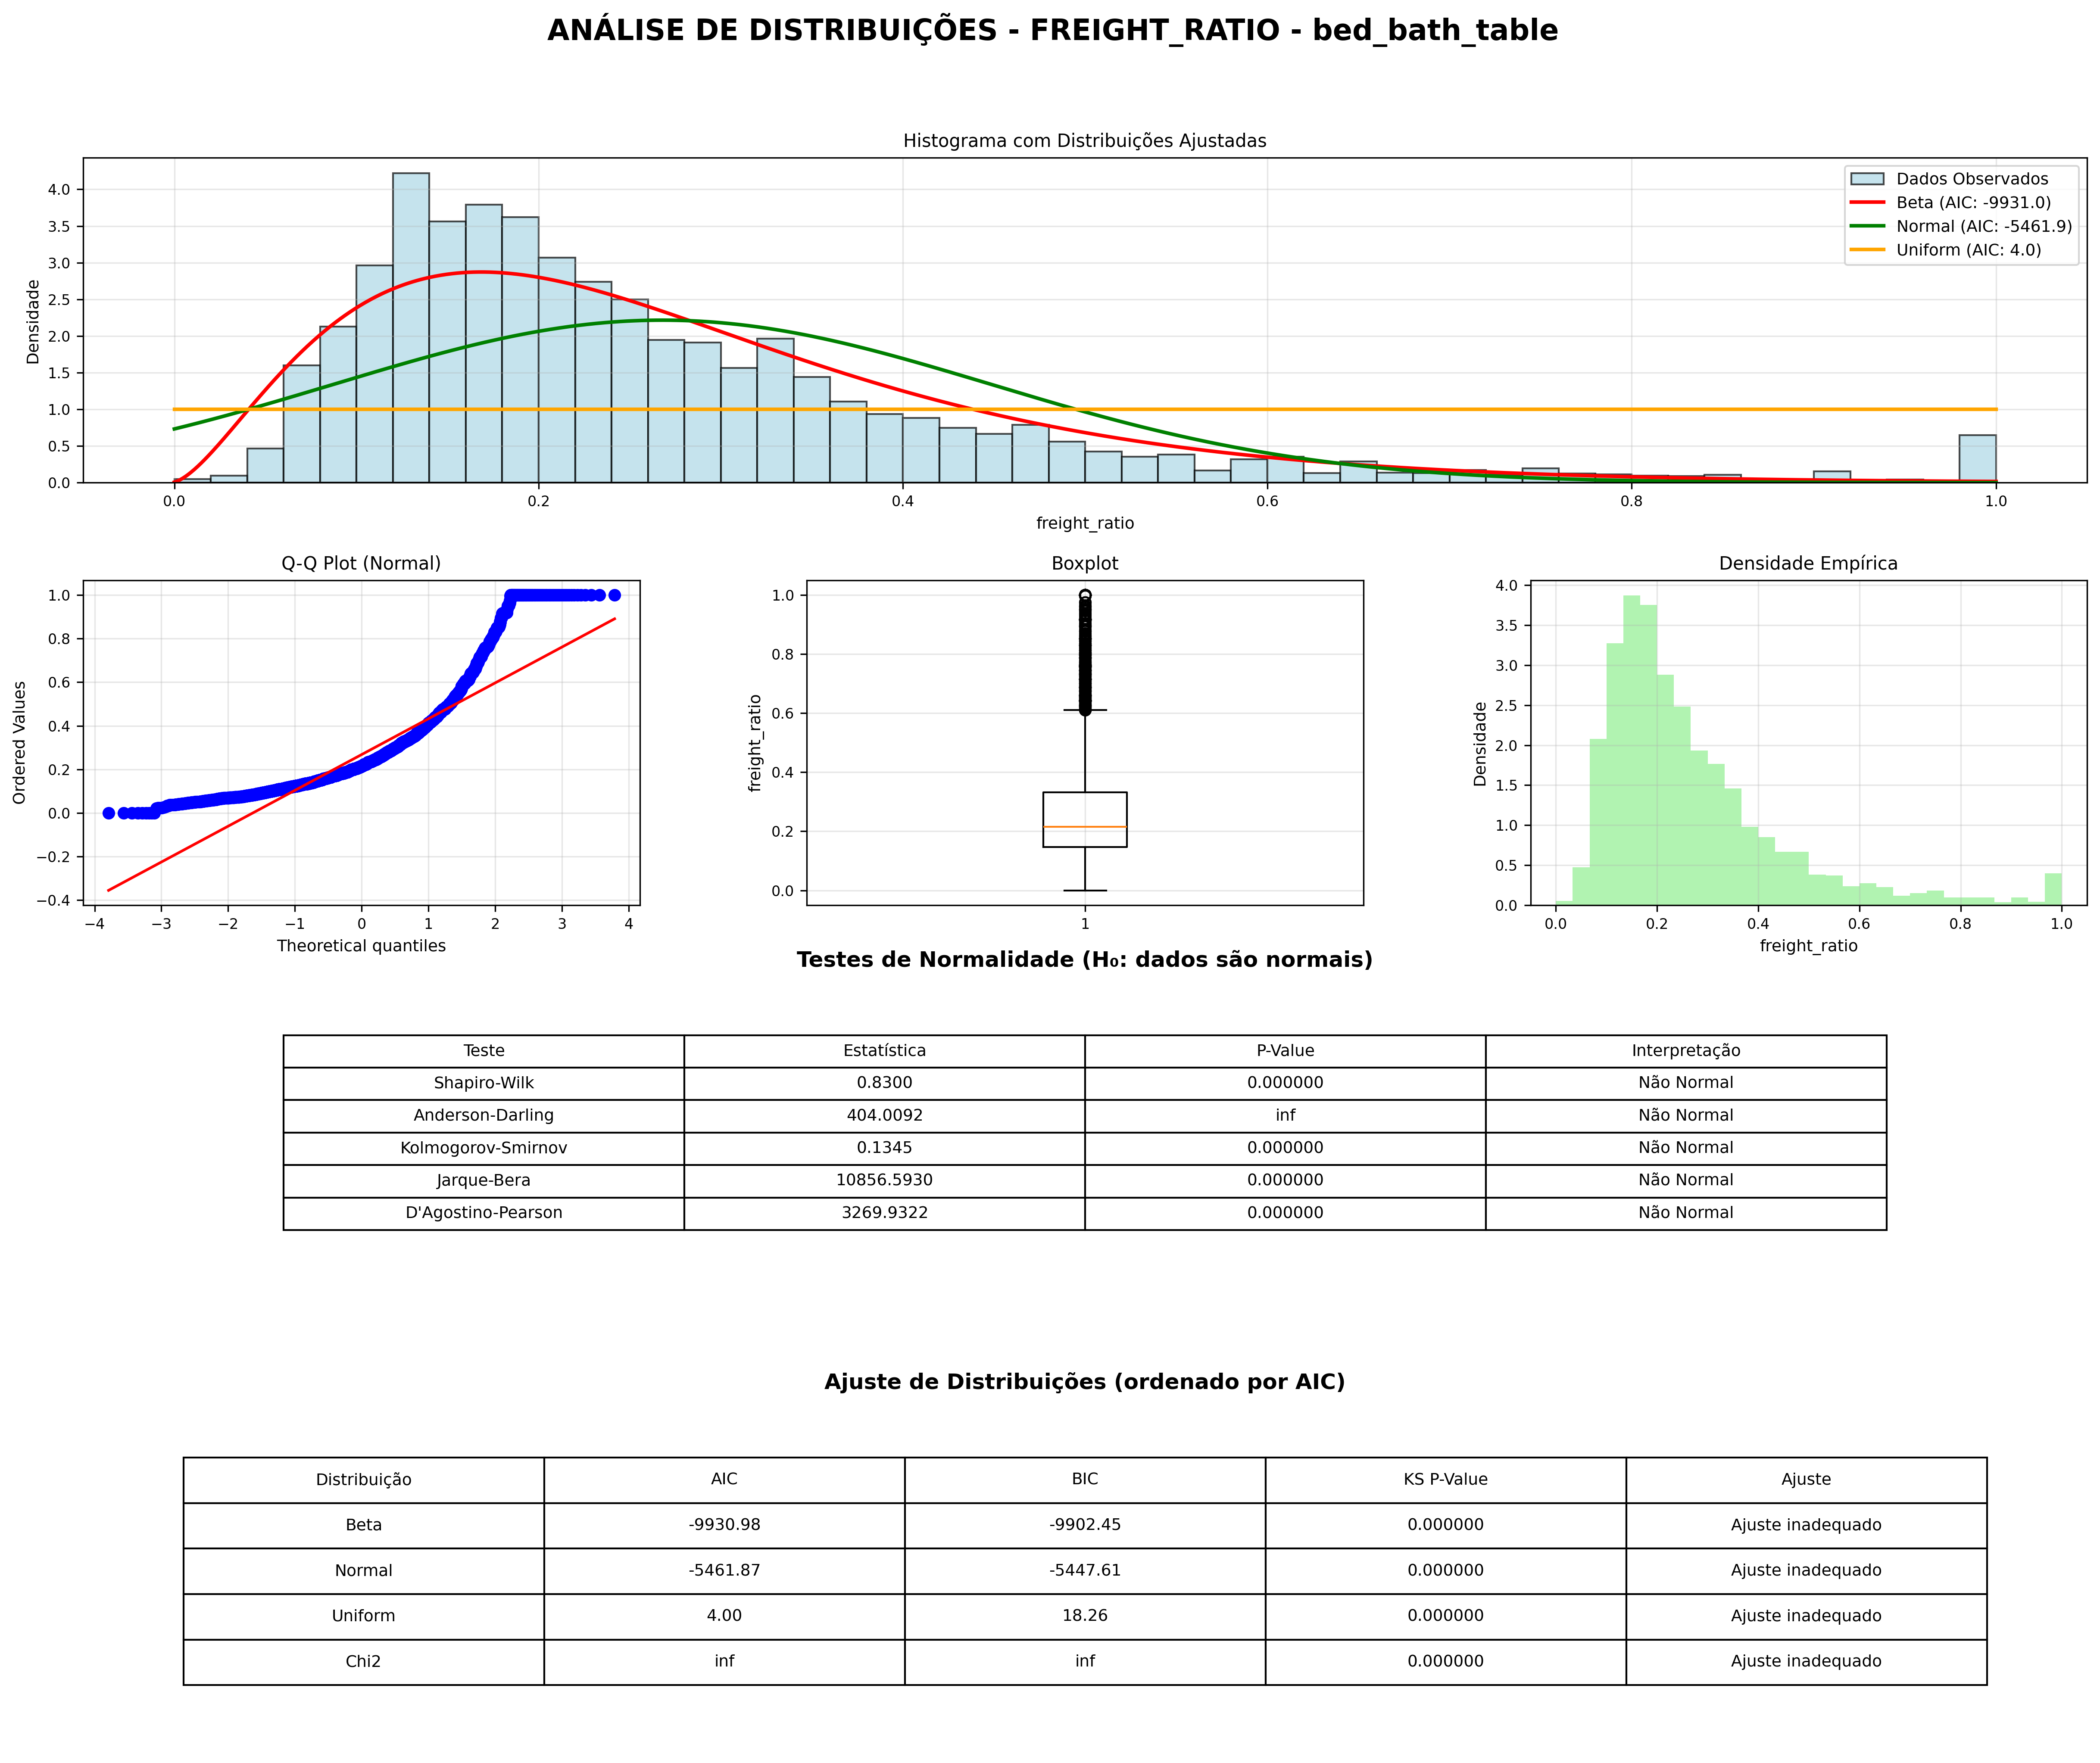 ANÁLISE DE DISTRIBUIÇÕES - FREIGHT_RATIO - bed_bath_table
Histograma com Distribuições Ajustadas
Densidade
4.0
3.5
3.0
2.5
2.0
1.5
1.0
0.5
0.0
Dados Observados
Beta (AIC: -9931.0)
Normal (AIC: -5461.9)
Uniform (AIC: 4.0)
0.0 0.2 0.4 0.6 0.8 1.0
freight_ratio
Q-Q Plot (Normal)
Ordered Values
1.0
0.8
0.6
0.4
0.2
0.0
−0.2
−0.4
−4 −3 −2 −1 0 1 2 3 4
Theoretical quantiles
Boxplot
freight_ratio
1.0
0.8
0.6
0.4
0.2
0.0
1
Densidade Empírica
Densidade
4.0
3.5
3.0
2.5
2.0
1.5
1.0
0.5
0.0
0.0 0.2 0.4 0.6 0.8 1.0
freight_ratio
Testes de Normalidade (H₀: dados são normais)
Teste Estatística P-Value Interpretação
Shapiro-Wilk 0.8300 0.000000 Não Normal
Anderson-Darling 404.0092 inf Não Normal
Kolmogorov-Smirnov 0.1345 0.000000 Não Normal
Jarque-Bera 10856.5930 0.000000 Não Normal
D'Agostino-Pearson 3269.9322 0.000000 Não Normal
Ajuste de Distribuições (ordenado por AIC)
Distribuição AIC BIC KS P-Value Ajuste
Beta -9930.98 -9902.45 0.000000 Ajuste inadequado
Normal -5461.87 -5447.61 0.000000 Ajuste inadequado
Uniform 4.00 18.26 0.000000 Ajuste inadequado
Chi2 inf inf 0.000000 Ajuste inadequado